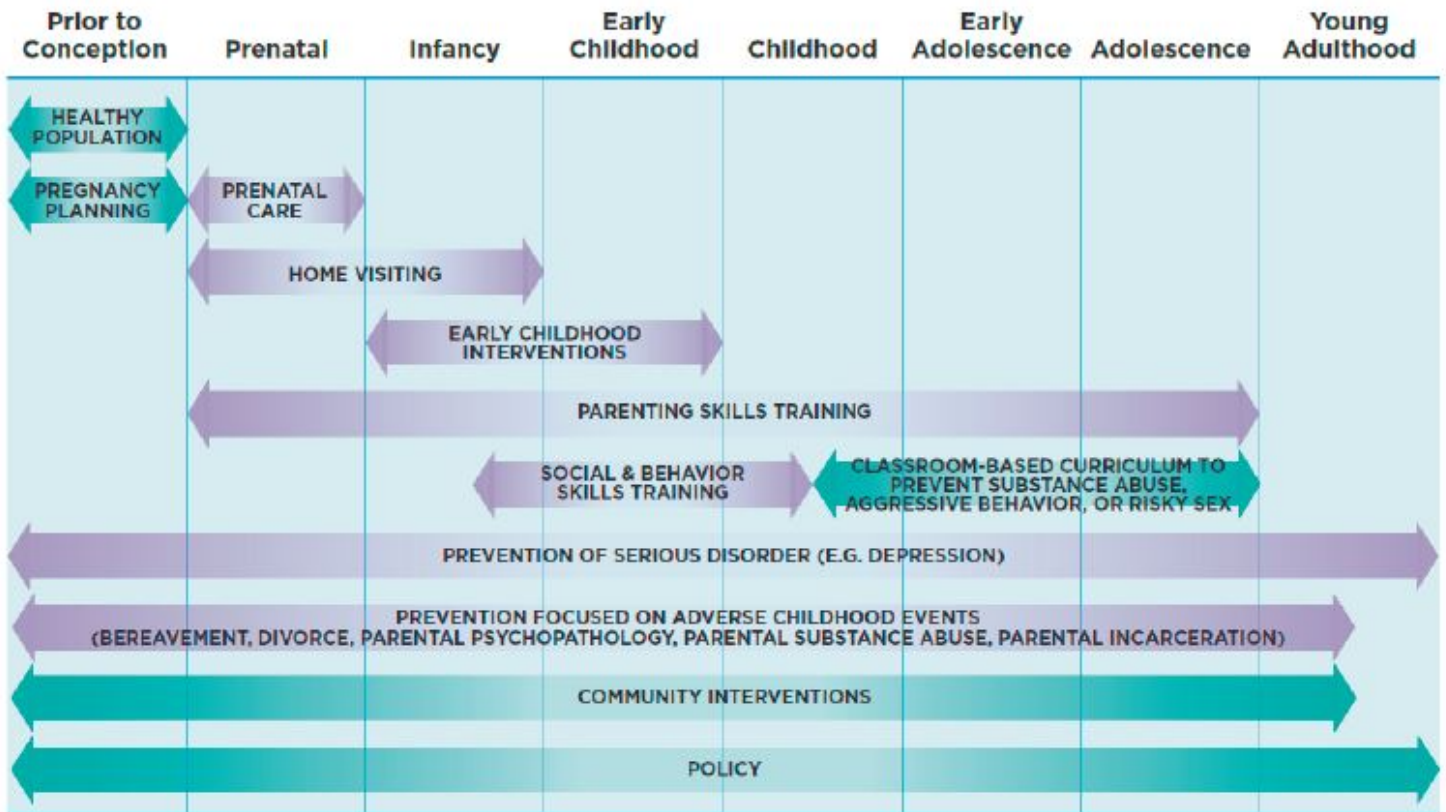 Prior to
Conception
Prenatal
Infancy
Early
Childhood
Childhood
Early
Adolescence
Adolescence
Young
Adulthood
HEALTHY
POPULATION
PREGNANCY
PLANNING
PRENATAL
CARE
HOME VISITING
EARLY CHILDHOOD
INTERVENTIONS
PARENTING SKILLS TRAINING
SOCIAL & BEHAVIOR
SKILLS TRAINING
CLASSROOM-BASED CURRICULUM TO
PREVENT SUBSTANCE ABUSE,
AGGRESSIVE BEHAVIOR, OR RISKY SEX
PREVENTION OF SERIOUS DISORDER (E.G. DEPRESSION)
PREVENTION FOCUSED ON ADVERSE CHILDHOOD EVENTS
(BEREAVEMENT, DIVORCE, PARENTAL PSYCHOPATHOLOGY, PARENTAL SUBSTANCE ABUSE, PARENTAL INCARCERATION)
COMMUNITY INTERVENTIONS
POLICY